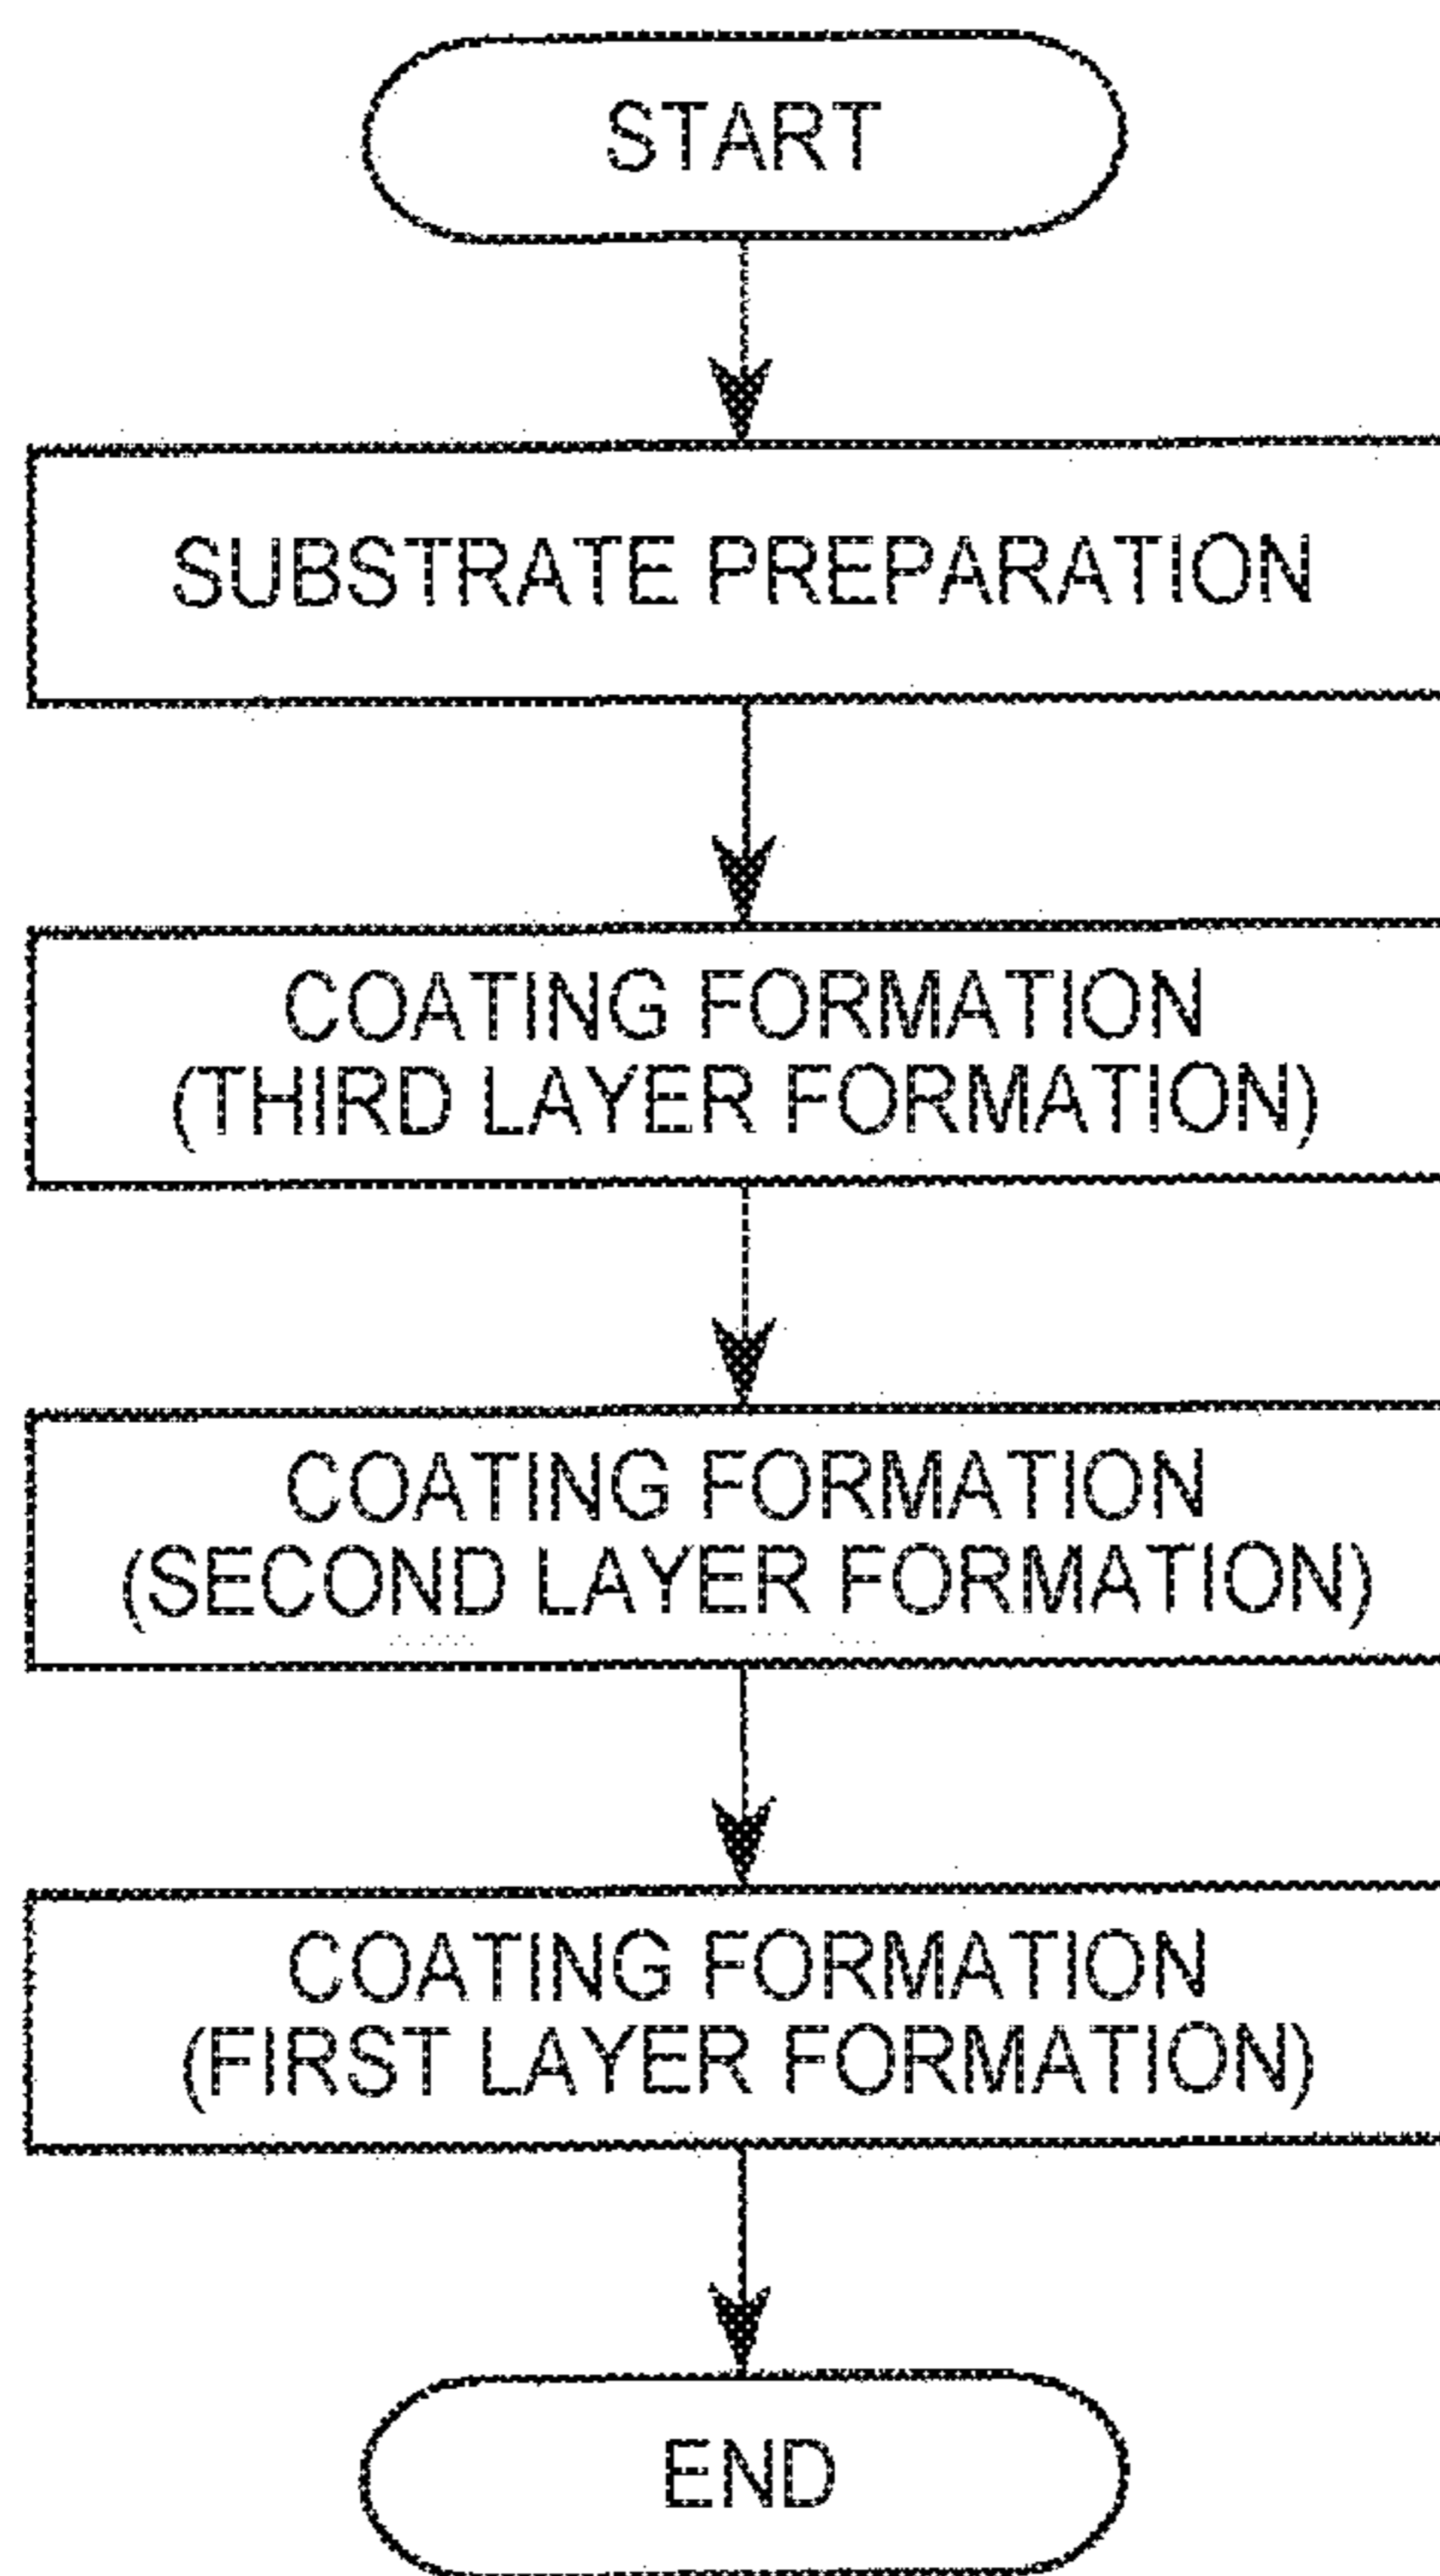 START
SUBSTRATE PREPARATION
COATING FORMATION
(THIRD LAYER FORMATION)
COATING FORMATION
(SECOND LAYER FORMATION)
COATING FORMATION
(FIRST LAYER FORMATION)
END